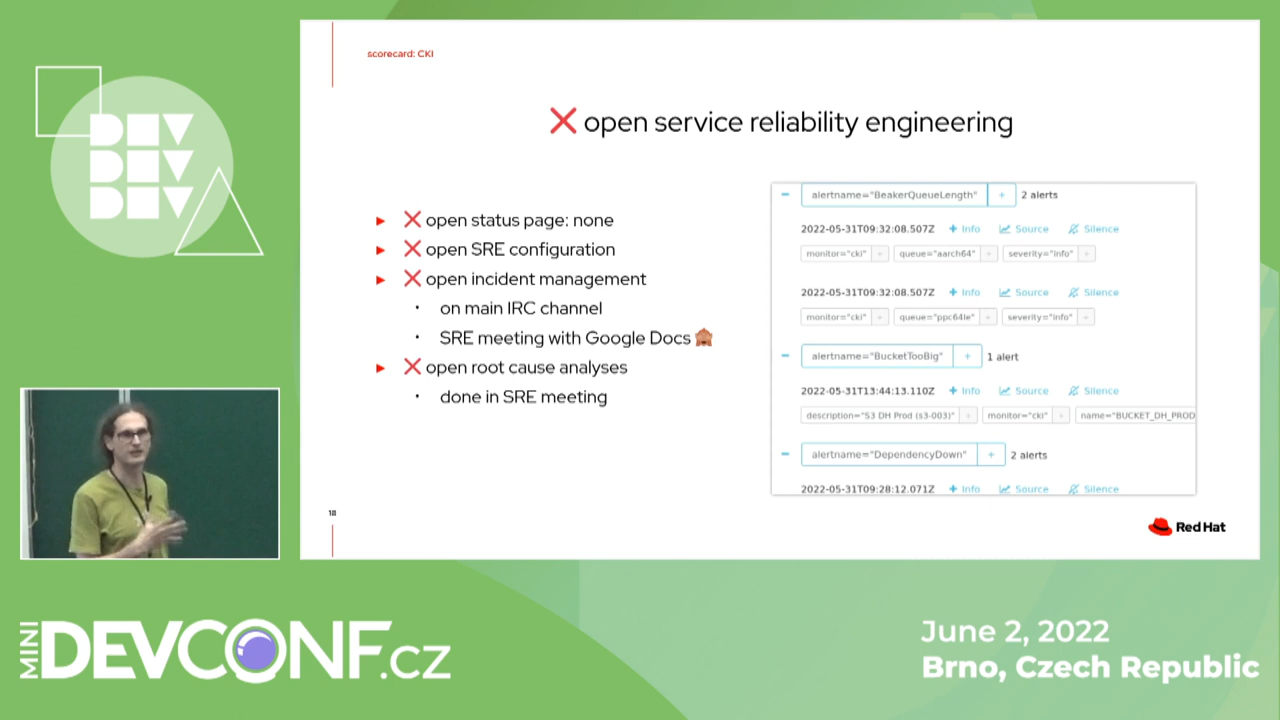 scorecard: CKI
❌ open service reliability engineering
► ❌ open status page: none
► ❌ open SRE configuration
► ❌ open incident management
• on main IRC channel
• SRE meeting with Google Docs 🙈
► ❌ open root cause analyses
• done in SRE meeting
− alertname="BeakerQueueLength" + 2 alerts
2022-05-31T09:32:08.507Z + Info Source Silence
monitor="cki" + queue="aarch64" + severity="info" +
2022-05-31T09:32:08.507Z + Info Source Silence
monitor="cki" + queue="ppc64le" + severity="info" +
− alertname="BucketTooBig" + 1 alert
2022-05-31T13:44:13.110Z + Info Source Silence
description="S3 DH Prod (s3-003)" + monitor="cki" + name="BUCKET_DH_PROD
− alertname="DependencyDown" + 2 alerts
2022-05-31T09:28:12.071Z + Info Source Silence
18
Red Hat
DEV
DEV
DEV
MINI DEVCONF.CZ
June 2, 2022
Brno, Czech Republic